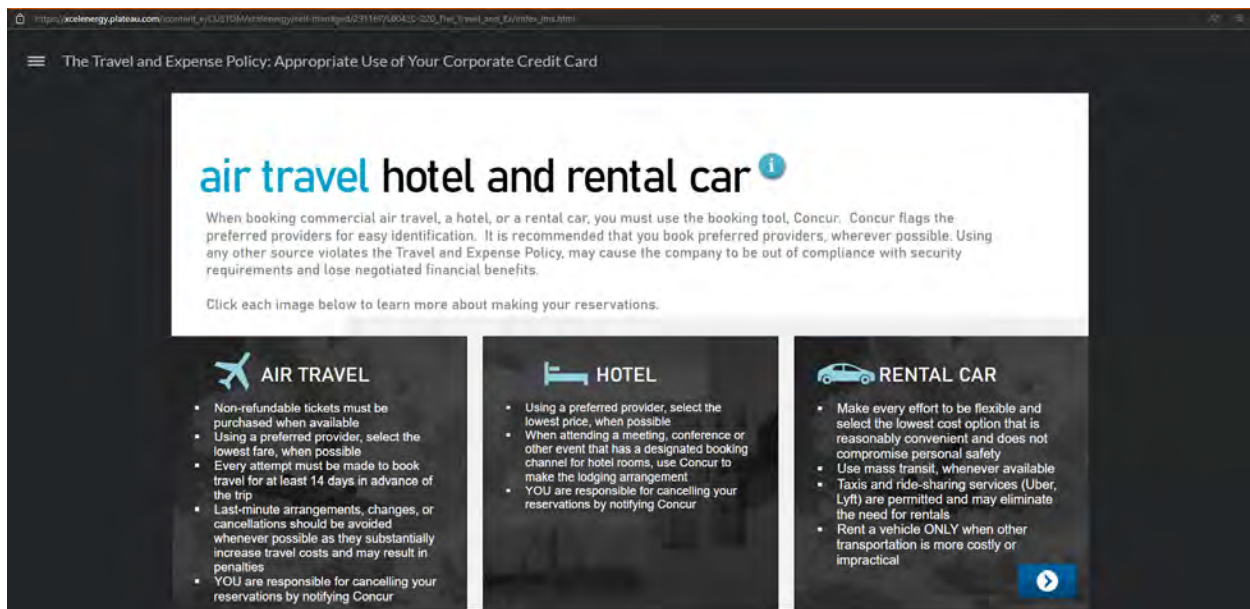 The Travel and Expense Policy: Appropriate Use of Your Corporate Credit Card
air travel hotel and rental car i
When booking commercial air travel, a hotel, or a rental car, you must use the booking tool, Concur. Concur flags the
preferred providers for easy identification. It is recommended that you book preferred providers, wherever possible. Using
any other source violates the Travel and Expense Policy, may cause the company to be out of compliance with security
requirements and lose negotiated financial benefits.
Click each image below to learn more about making your reservations.
AIR TRAVEL
▪ Non-refundable tickets must be
purchased when available
▪ Using a preferred provider, select the
lowest fare, when possible
▪ Every attempt must be made to book
travel for at least 14 days in advance of
the trip
▪ Last-minute arrangements, changes, or
cancellations should be avoided
whenever possible as they substantially
increase travel costs and may result in
penalties
▪ YOU are responsible for cancelling your
reservations by notifying Concur
HOTEL
▪ Using a preferred provider, select the
lowest price, when possible
▪ When attending a meeting, conference or
other event that has a designated booking
channel for hotel rooms, use Concur to
make the lodging arrangement
▪ YOU are responsible for cancelling your
reservations by notifying Concur
RENTAL CAR
▪ Make every effort to be flexible and
select the lowest cost option that is
reasonably convenient and does not
compromise personal safety
▪ Use mass transit, whenever available
▪ Taxis and ride-sharing services (Uber,
Lyft) are permitted and may eliminate
the need for rentals
▪ Rent a vehicle ONLY when other
transportation is more costly or
impractical